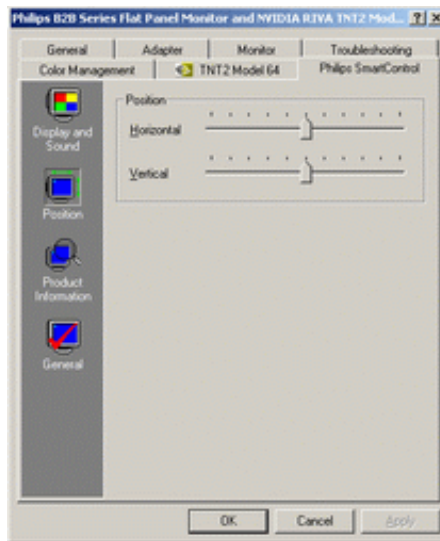 Philips B2B Series Flat Panel Monitor and NVIDIA RIVA TNT2 Mod...
General Adapter Monitor Troubleshooting
Color Management TNT2 Model 64 Philips SmartControl
Display and
Sound
Position
Product
Information
General
Position
Horizontal
Vertical
OK Cancel Apply